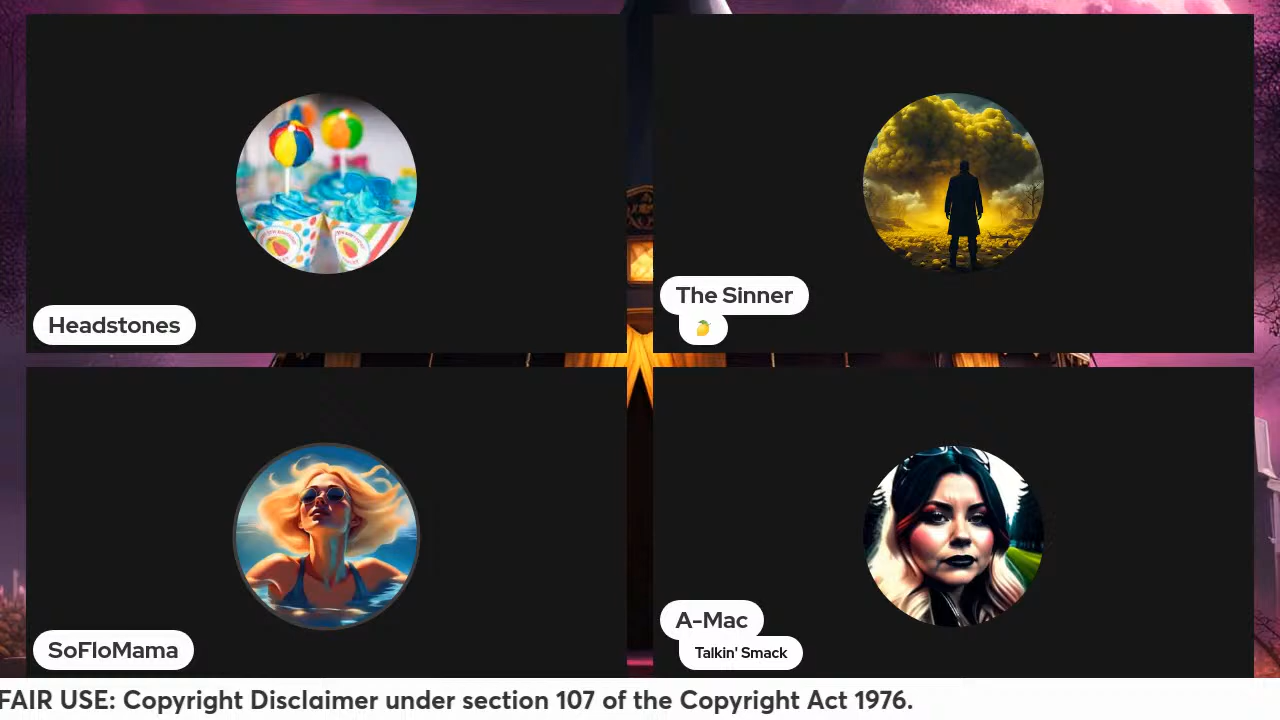 Headstones
The Sinner
🍋
SoFloMama
A-Mac
Talkin' Smack
FAIR USE: Copyright Disclaimer under section 107 of the Copyright Act 1976.